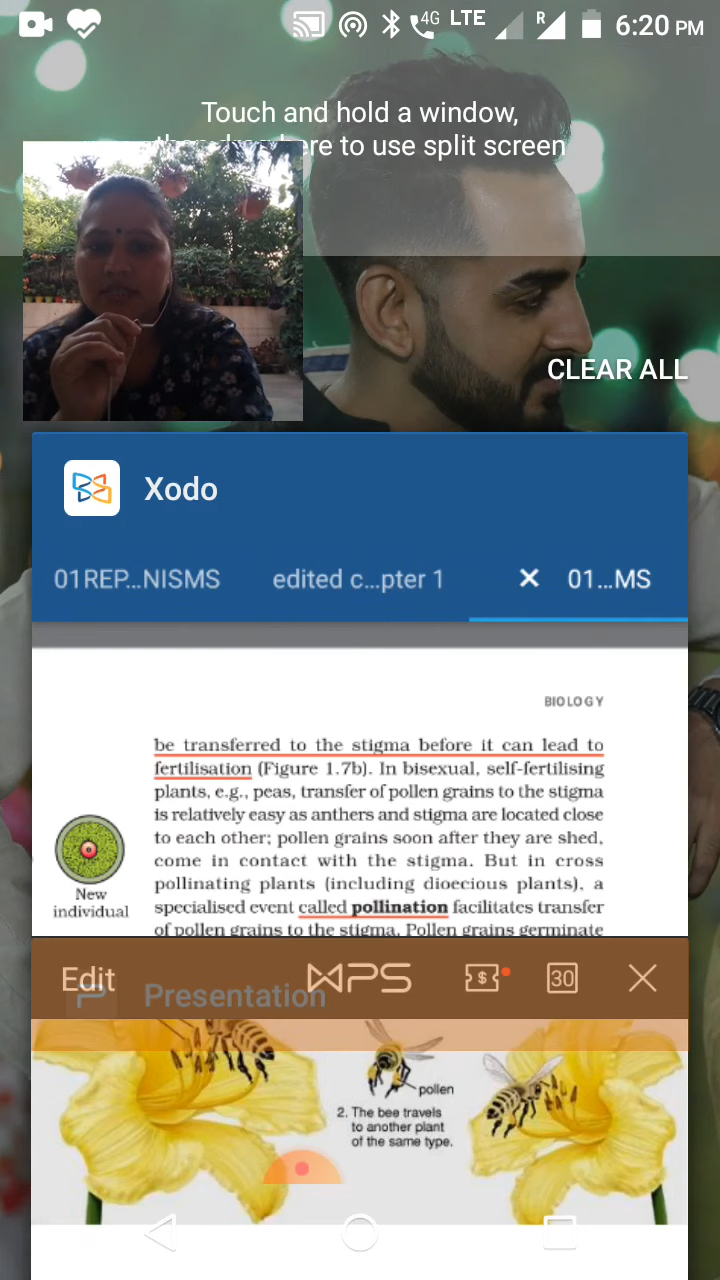 4G LTE R 6:20 PM
Touch and hold a window,
here to use split screen
CLEAR ALL
Xodo
01REP...NISMS edited c...pter 1 × 01...MS
BIOLOGY
be transferred to the stigma before it can lead to
fertilisation (Figure 1.7b). In bisexual, self-fertilising
plants, e.g., peas, transfer of pollen grains to the stigma
is relatively easy as anthers and stigma are located close
to each other; pollen grains soon after they are shed,
come in contact with the stigma. But in cross
pollinating plants (including dioecious plants), a
specialised event called pollination facilitates transfer
of pollen grains to the stigma. Pollen grains germinate
New
individual
Edit WPS $ 30
Presentation
pollen
2. The bee travels
to another plant
of the same type.